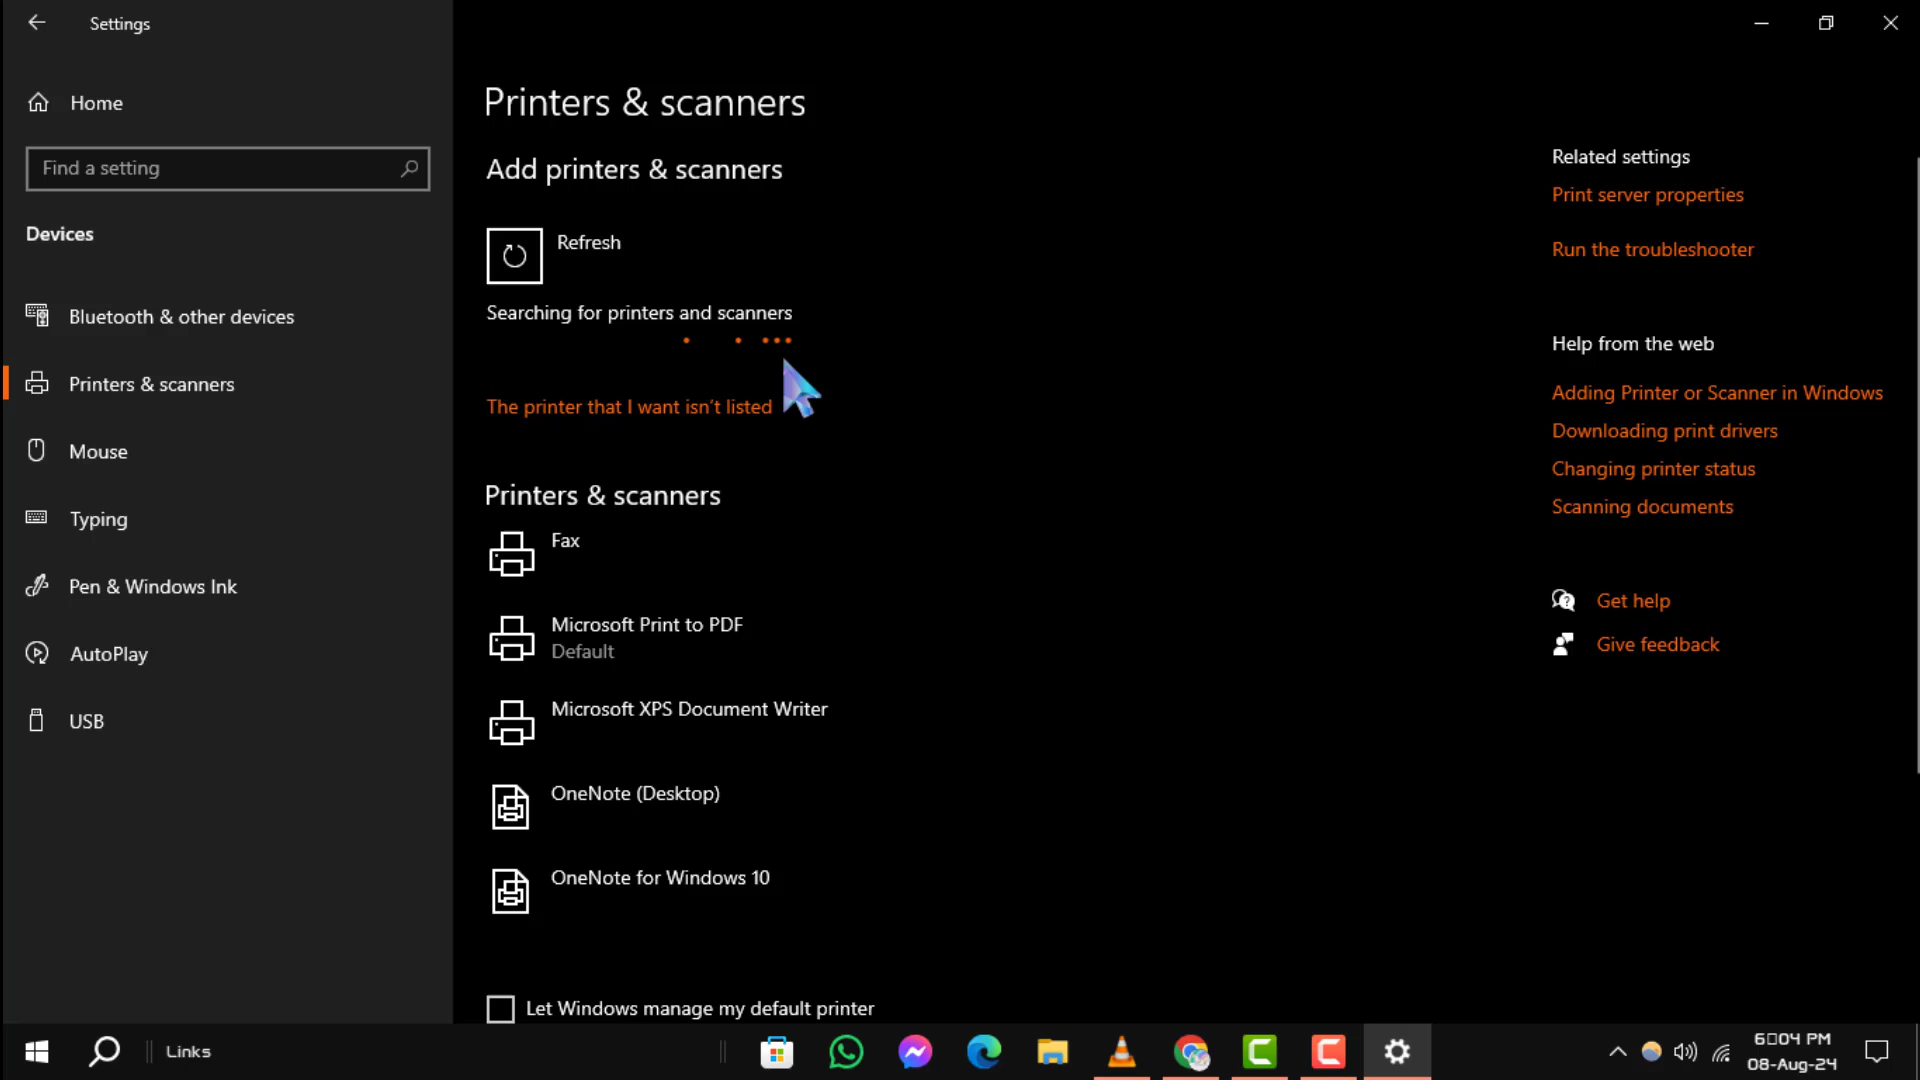 Settings
Home
Find a setting
Devices
Bluetooth & other devices
Printers & scanners
Mouse
Typing
Pen & Windows Ink
AutoPlay
USB
Printers & scanners
Add printers & scanners
Refresh
Searching for printers and scanners
The printer that I want isn't listed
Printers & scanners
Fax
Microsoft Print to PDF
Default
Microsoft XPS Document Writer
OneNote (Desktop)
OneNote for Windows 10
Let Windows manage my default printer
Related settings
Print server properties
Run the troubleshooter
Help from the web
Adding Printer or Scanner in Windows
Downloading print drivers
Changing printer status
Scanning documents
Get help
Give feedback
Links
6▯04 PM
08-Aug-24